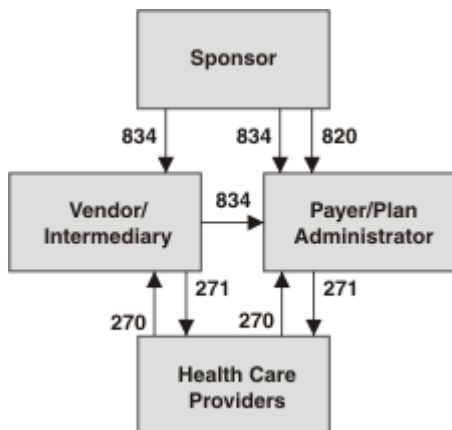 Sponsor
834
834
820
Vendor/
Intermediary
834
Payer/Plan
Administrator
271
271
270
270
Health Care
Providers